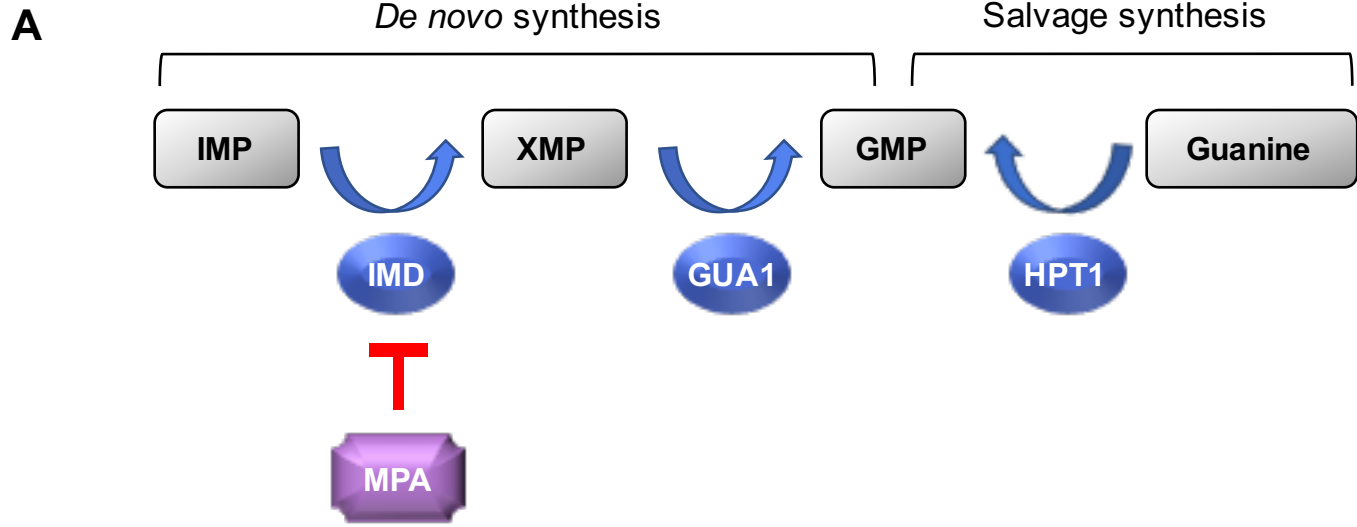 A
De novo synthesis
Salvage synthesis
IMP
XMP
GMP
Guanine
IMD
GUA1
HPT1
MPA